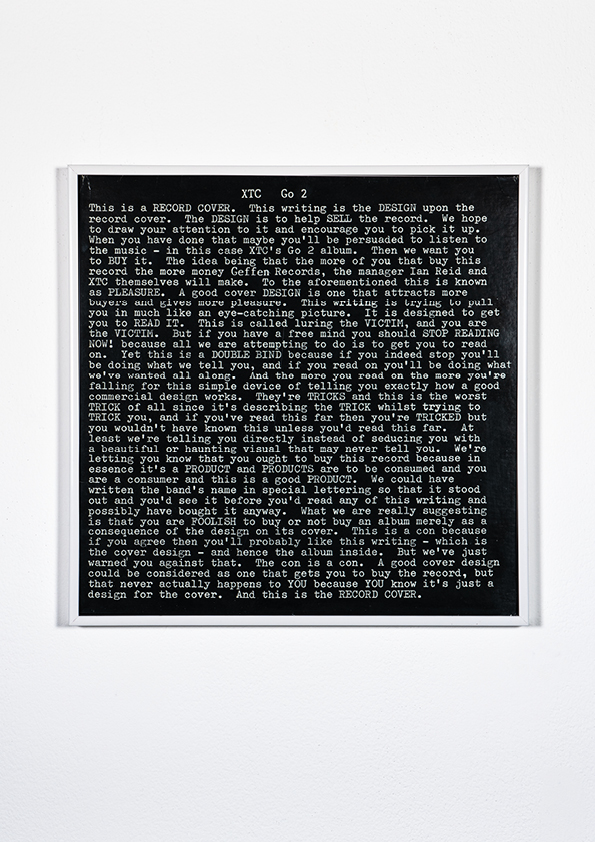 XTC   Go 2
This is a RECORD COVER.  This writing is the DESIGN upon the
record cover.  The DESIGN is to help SELL the record.  We hope
to draw your attention to it and encourage you to pick it up.
When you have done that maybe you'll be persuaded to listen to
the music - in this case XTC's Go 2 album.  Then we want you
to BUY it.  The idea being that the more of you that buy this
record the more money Geffen Records, the manager Ian Reid and
XTC themselves will make.  To the aforementioned this is known
as PLEASURE.  A good cover DESIGN is one that attracts more
buyers and gives more pleasure.  This writing is trying to pull
you in much like an eye-catching picture.  It is designed to get
you to READ IT.  This is called luring the VICTIM, and you are
the VICTIM.  But if you have a free mind you should STOP READING
NOW! because all we are attempting to do is to get you to read
on.  Yet this is a DOUBLE BIND because if you indeed stop you'll
be doing what we tell you, and if you read on you'll be doing what
we've wanted all along.  And the more you read on the more you're
falling for this simple device of telling you exactly how a good
commercial design works.  They're TRICKS and this is the worst
TRICK of all since it's describing the TRICK whilst trying to
TRICK you, and if you've read this far then you're TRICKED but
you wouldn't have known this unless you'd read this far.  At
least we're telling you directly instead of seducing you with
a beautiful or haunting visual that may never tell you.  We're
letting you know that you ought to buy this record because in
essence it's a PRODUCT and PRODUCTS are to be consumed and you
are a consumer and this is a good PRODUCT.  We could have
written the band's name in special lettering so that it stood
out and you'd see it before you'd read any of this writing and
possibly have bought it anyway.  What we are really suggesting
is that you are FOOLISH to buy or not buy an album merely as a
consequence of the design on its cover.  This is a con because
if you agree then you'll probably like this writing - which is
the cover design - and hence the album inside.  But we've just
warned you against that.  The con is a con.  A good cover design
could be considered as one that gets you to buy the record, but
that never actually happens to YOU because YOU know it's just a
design for the cover.  And this is the RECORD COVER.